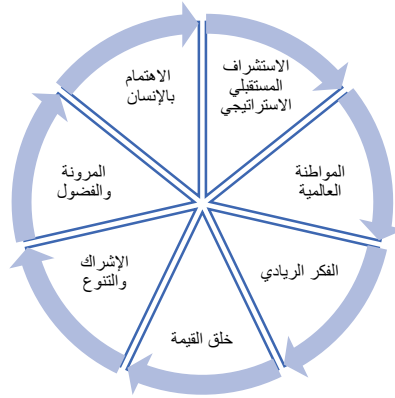 الاستشراف
المستقبلي
الاستراتيجي
المواطنة
العالمية
الفكر الريادي
خلق القيمة
الإشراك
والتنوع
المرونة
والفضول
الاهتمام
بالإنسان